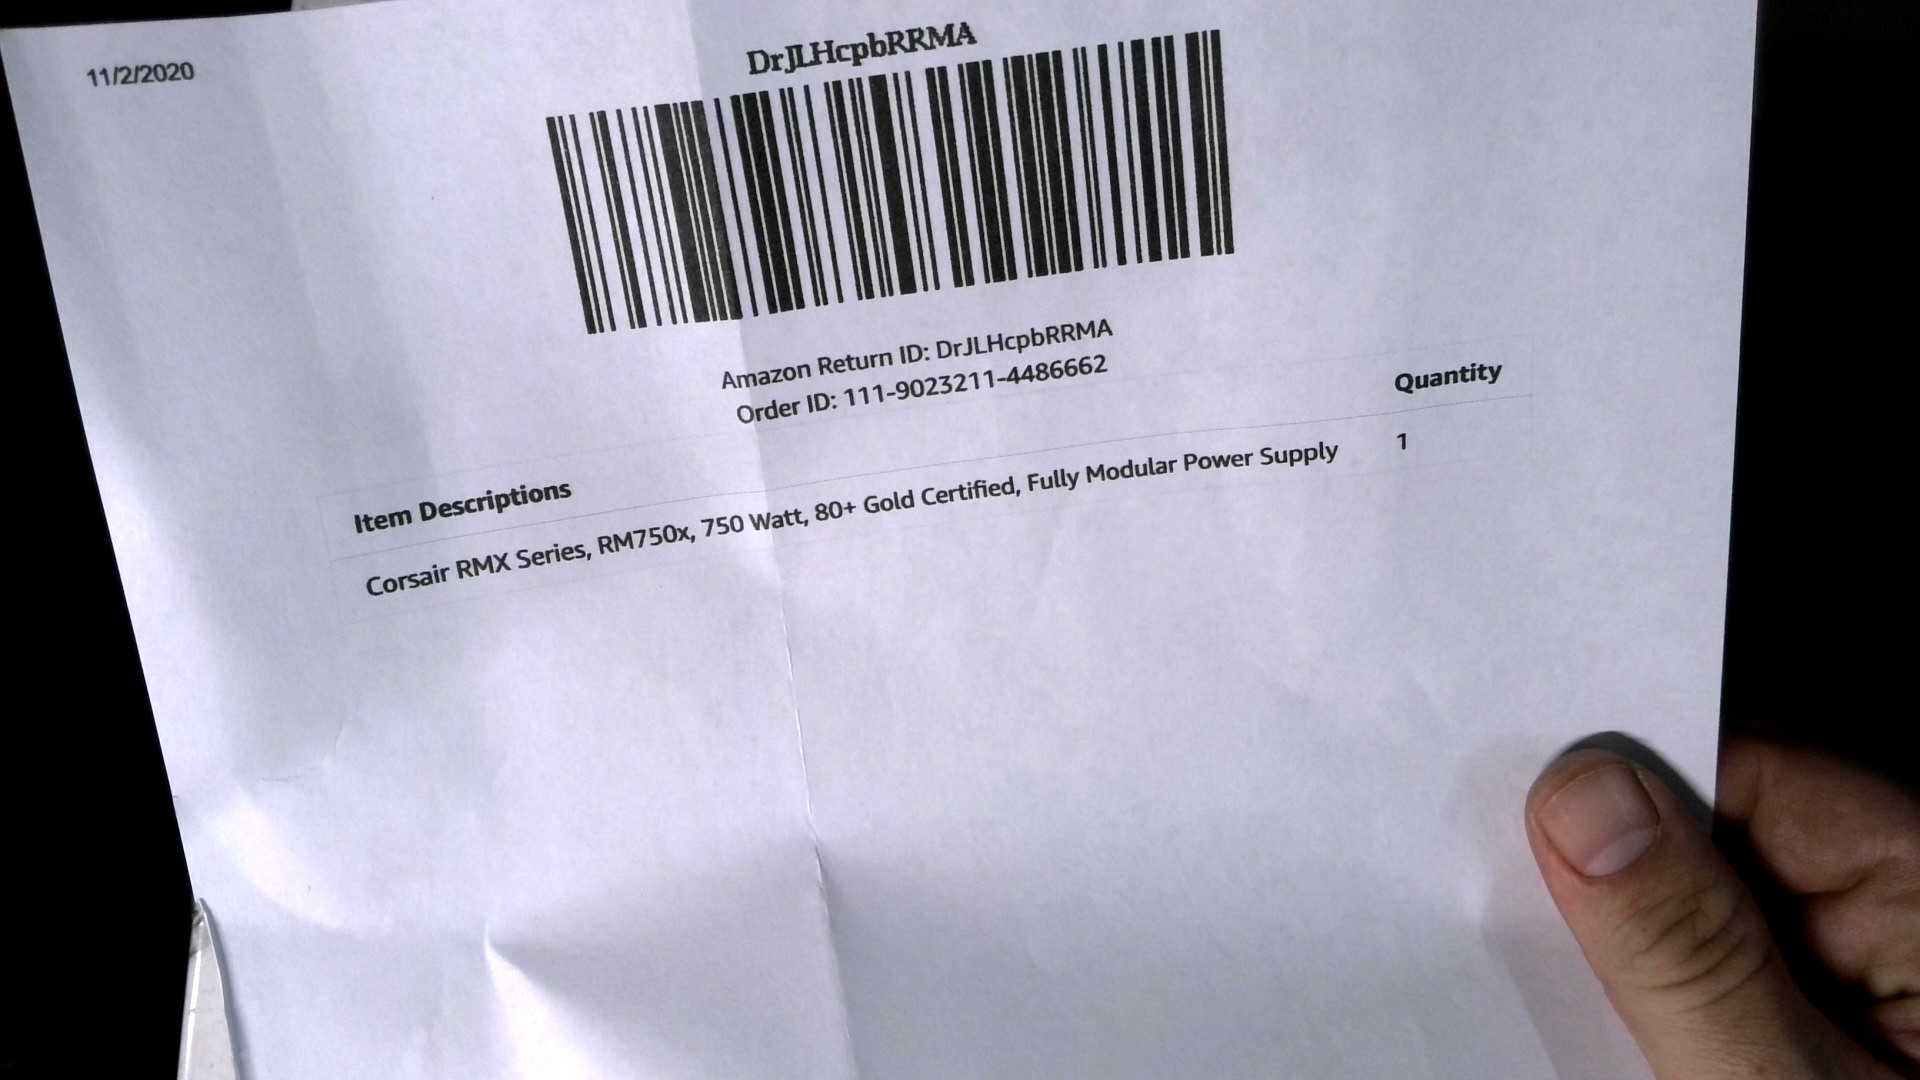 11/2/2020
DrJLHcpbRRMA
Amazon Return ID: DrJLHcpbRRMA
Order ID: 111-9023211-4486662
Item Descriptions Quantity
Corsair RMX Series, RM750x, 750 Watt, 80+ Gold Certified, Fully Modular Power Supply 1